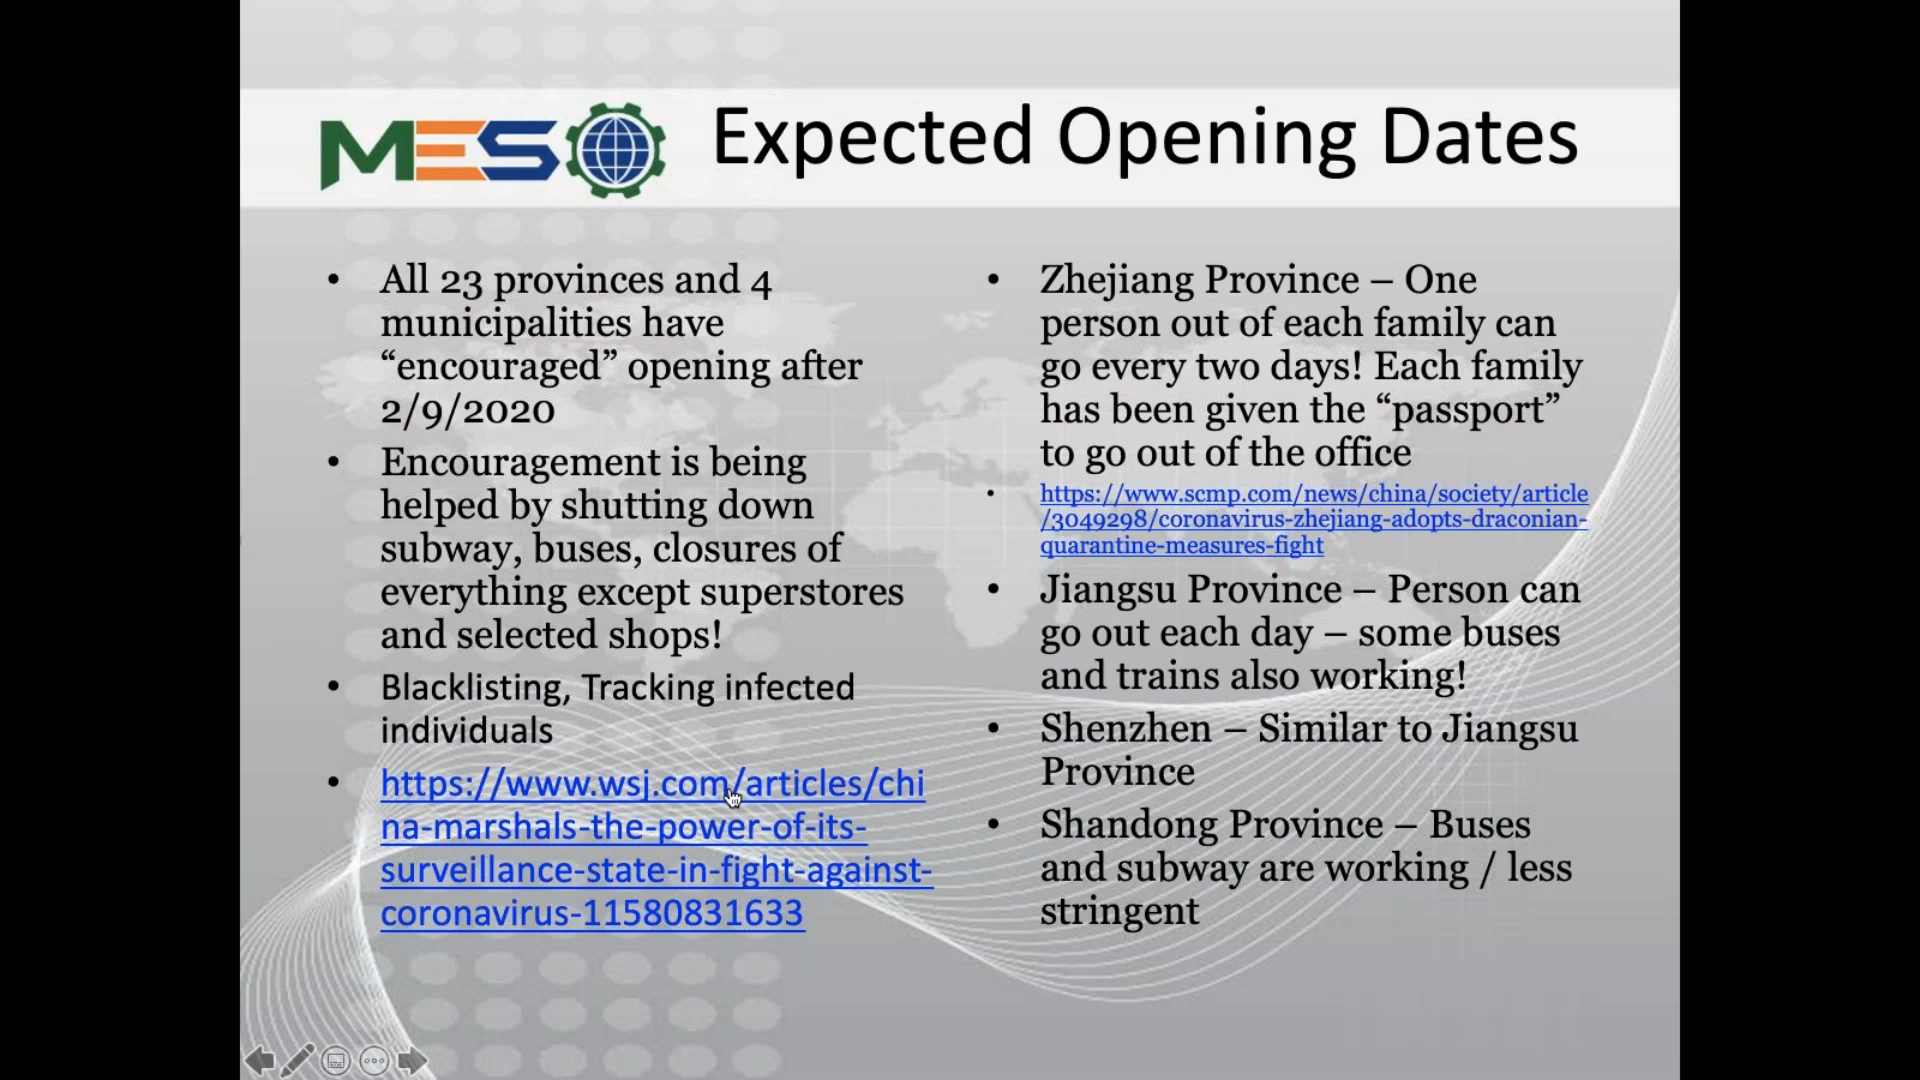 MES
Expected Opening Dates
• All 23 provinces and 4
municipalities have
“encouraged” opening after
2/9/2020
• Encouragement is being
helped by shutting down
subway, buses, closures of
everything except superstores
and selected shops!
• Blacklisting, Tracking infected
individuals
• https://www.wsj.com/articles/chi
na-marshals-the-power-of-its-
surveillance-state-in-fight-against-
coronavirus-11580831633
• Zhejiang Province – One
person out of each family can
go every two days! Each family
has been given the “passport”
to go out of the office
• https://www.scmp.com/news/china/society/article
/3049298/coronavirus-zhejiang-adopts-draconian-
quarantine-measures-fight
• Jiangsu Province – Person can
go out each day – some buses
and trains also working!
• Shenzhen – Similar to Jiangsu
Province
• Shandong Province – Buses
and subway are working / less
stringent